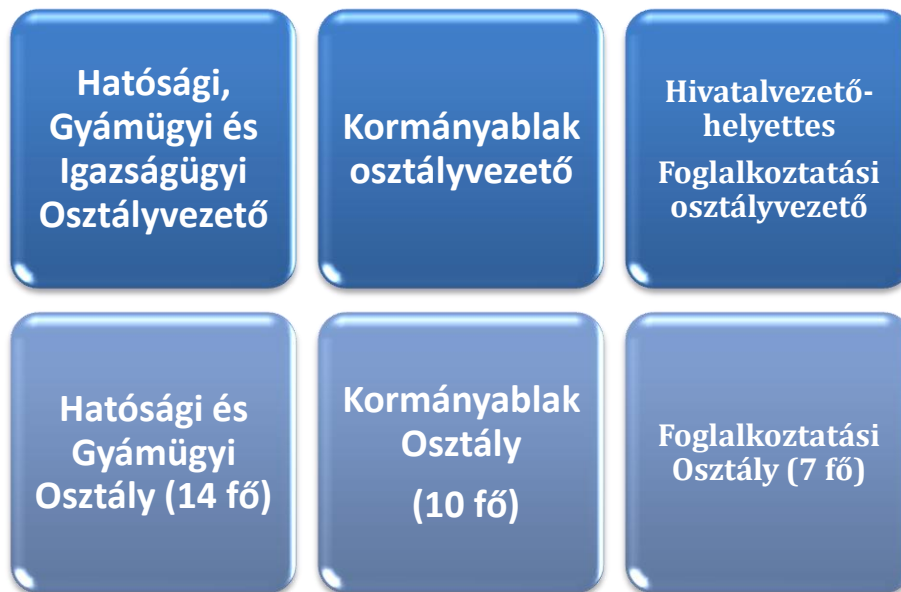 Hatósági,
Gyámügyi és
Igazságügyi
Osztályvezető
Kormányablak
osztályvezető
Hivatalvezető-
helyettes
Foglalkoztatási
osztályvezető
Hatósági és
Gyámügyi
Osztály (14 fő)
Kormányablak
Osztály
(10 fő)
Foglalkoztatási
Osztály (7 fő)